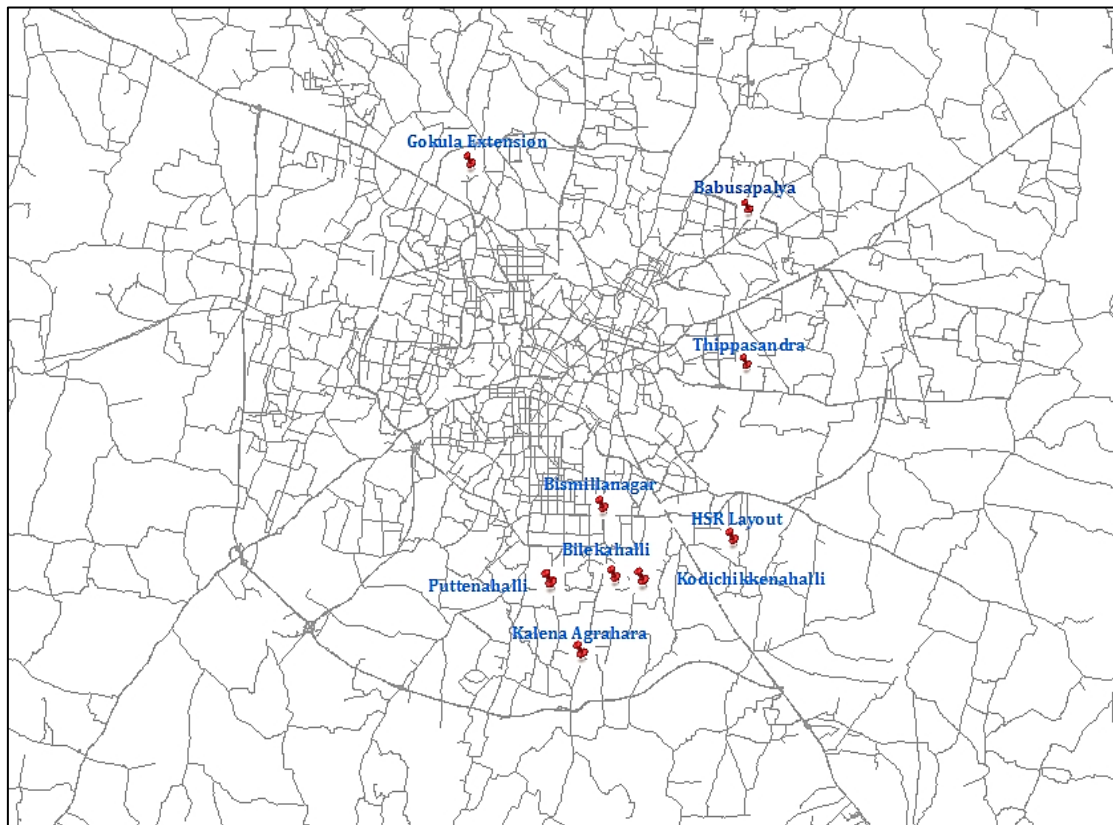 Gokula Extension
Babusapalya
Thippasandra
Bismillanagar
HSR Layout
Bilekahalli
Kodichikkenahalli
Puttenahalli
Kalena Agrahara